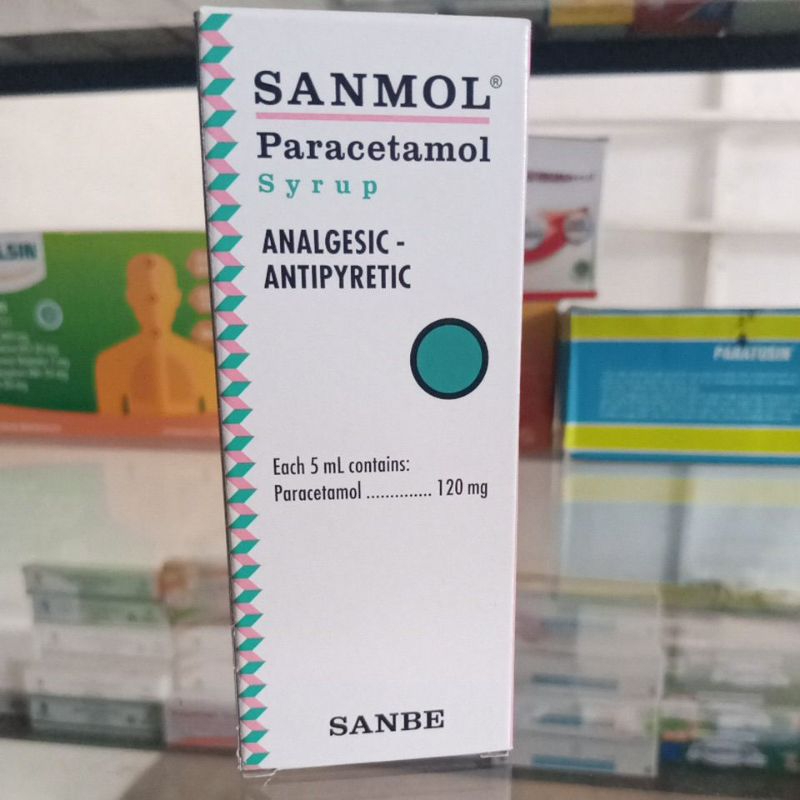 SANMOL®
Paracetamol
Syrup
ANALGESIC -
ANTIPYRETIC
Each 5 mL contains:
Paracetamol .............. 120 mg
SANBE
PARATUSIN